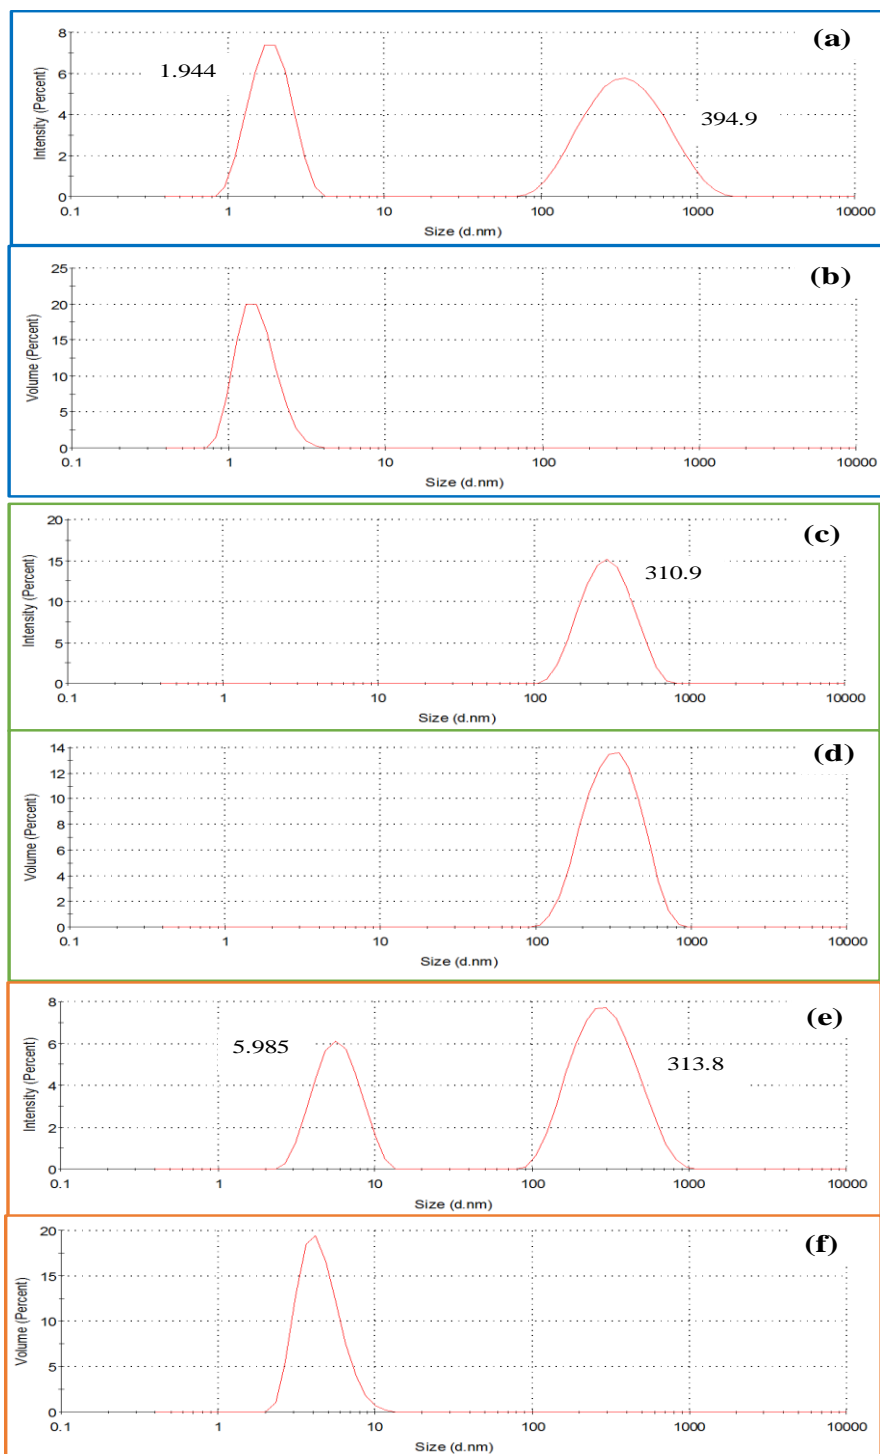 (a)
1.944
394.9
Intensity (Percent)
8
6
4
2
0
0.1 1 10 100 1000 10000
Size (d.nm)
(b)
Volume (Percent)
25
20
15
10
5
0
0.1 1 10 100 1000 10000
Size (d.nm)
(c)
310.9
Intensity (Percent)
20
15
10
5
0
0.1 1 10 100 1000 10000
Size (d.nm)
(d)
Volume (Percent)
14
12
10
8
6
4
2
0
0.1 1 10 100 1000 10000
Size (d.nm)
(e)
5.985
313.8
Intensity (Percent)
8
6
4
2
0
0.1 1 10 100 1000 10000
Size (d.nm)
(f)
Volume (Percent)
20
15
10
5
0
0.1 1 10 100 1000 10000
Size (d.nm)